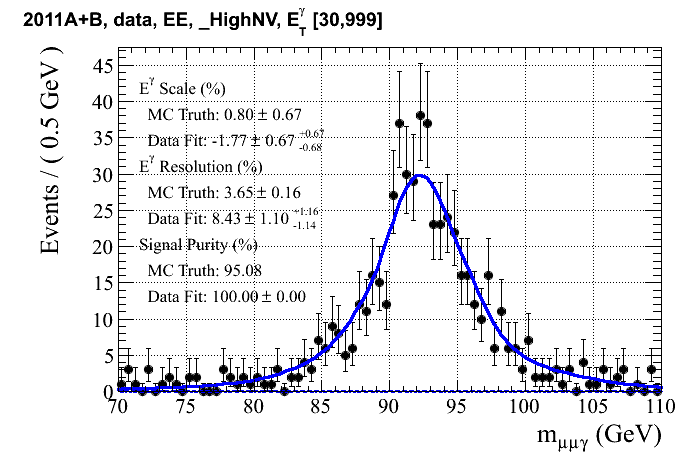 2011A+B, data, EE, _HighNV, E_T^γ [30,999]
Events / ( 0.5 GeV )
45
40
35
30
25
20
15
10
5
0
E^γ Scale (%)
MC Truth: 0.80 ± 0.67
Data Fit: -1.77 ± 0.67 +0.67 -0.68
E^γ Resolution (%)
MC Truth: 3.65 ± 0.16
Data Fit: 8.43 ± 1.10 +1.16 -1.14
Signal Purity (%)
MC Truth: 95.08
Data Fit: 100.00 ± 0.00
70 75 80 85 90 95 100 105 110
m_μμγ (GeV)